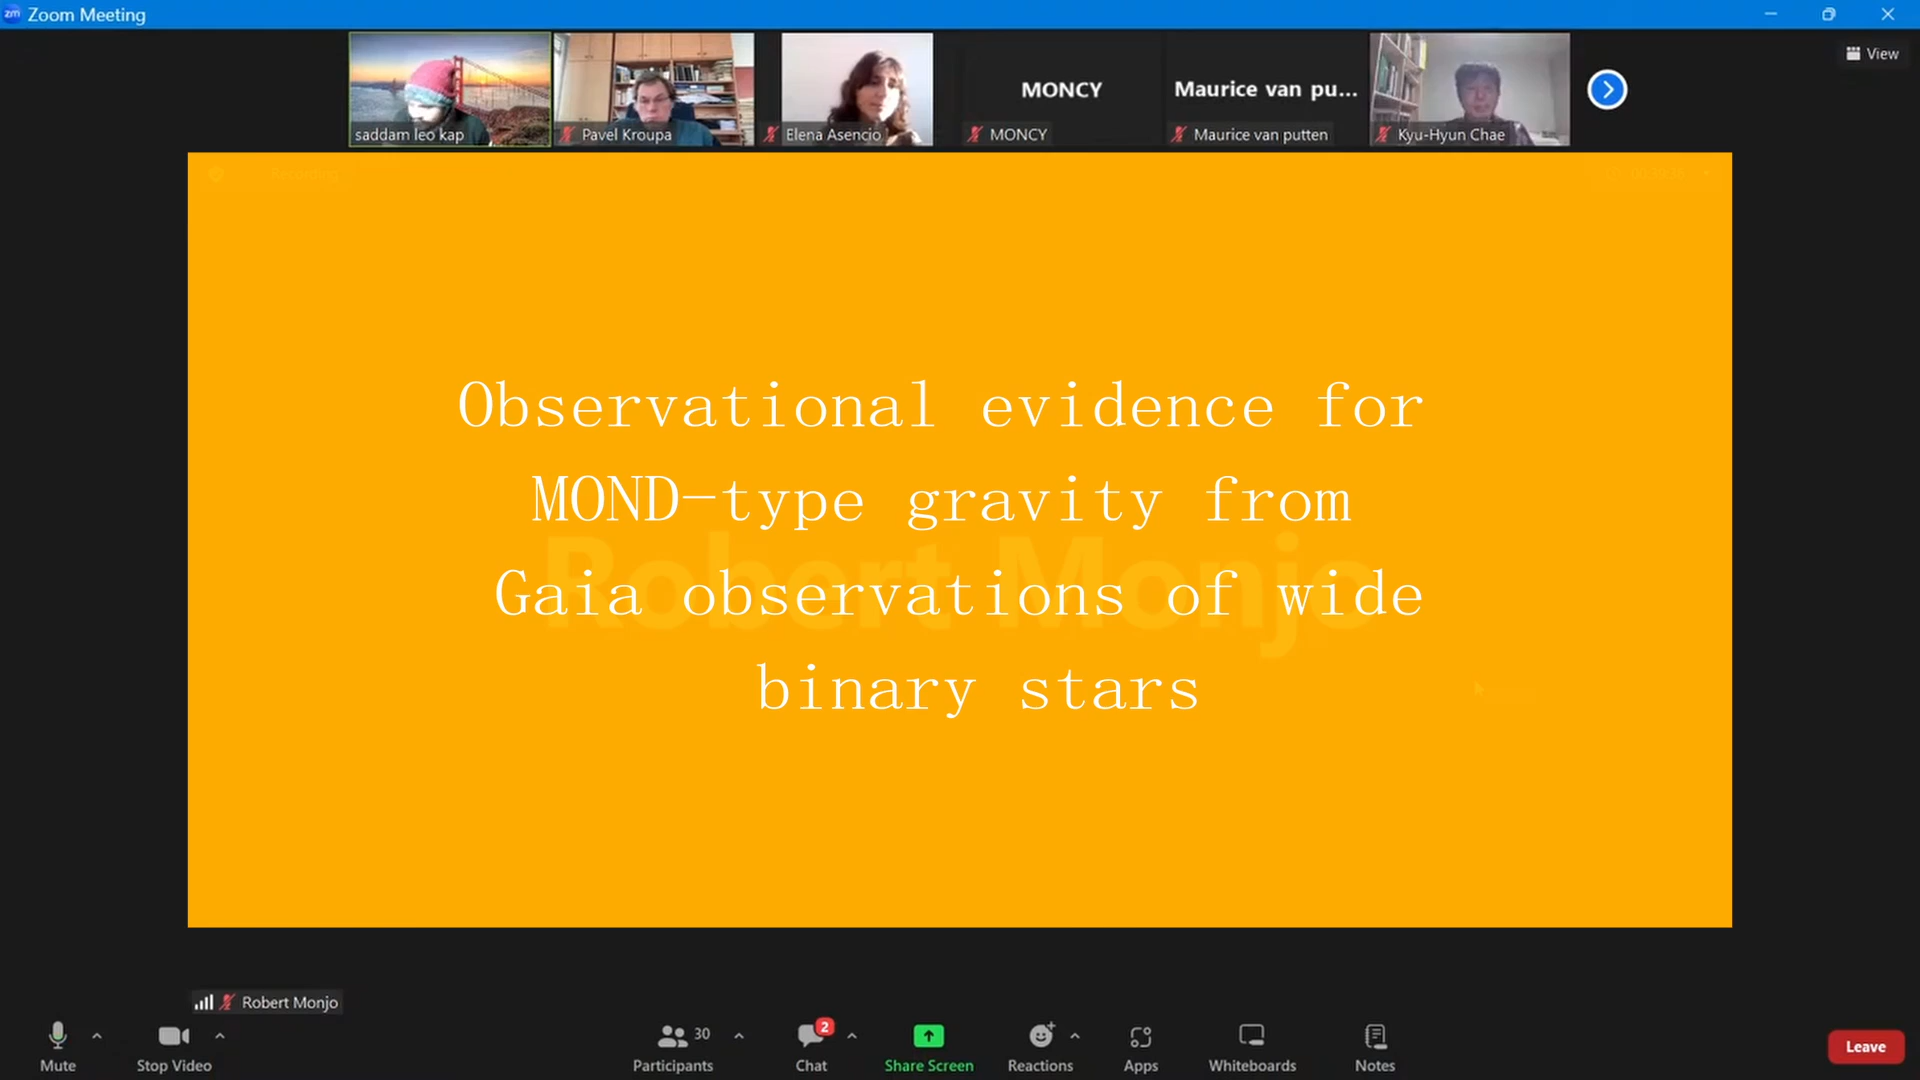 zm Zoom Meeting
View
MONCY
Maurice van pu...
saddam leo kap
Pavel Kroupa
Elena Asencio
MONCY
Maurice van putten
Kyu-Hyun Chae
Recording
Observational evidence for
MOND-type gravity from
Robert Monjo
Gaia observations of wide
binary stars
Robert Monjo
30
2
Mute
Stop Video
Participants
Chat
Share Screen
Reactions
Apps
Whiteboards
Notes
Leave